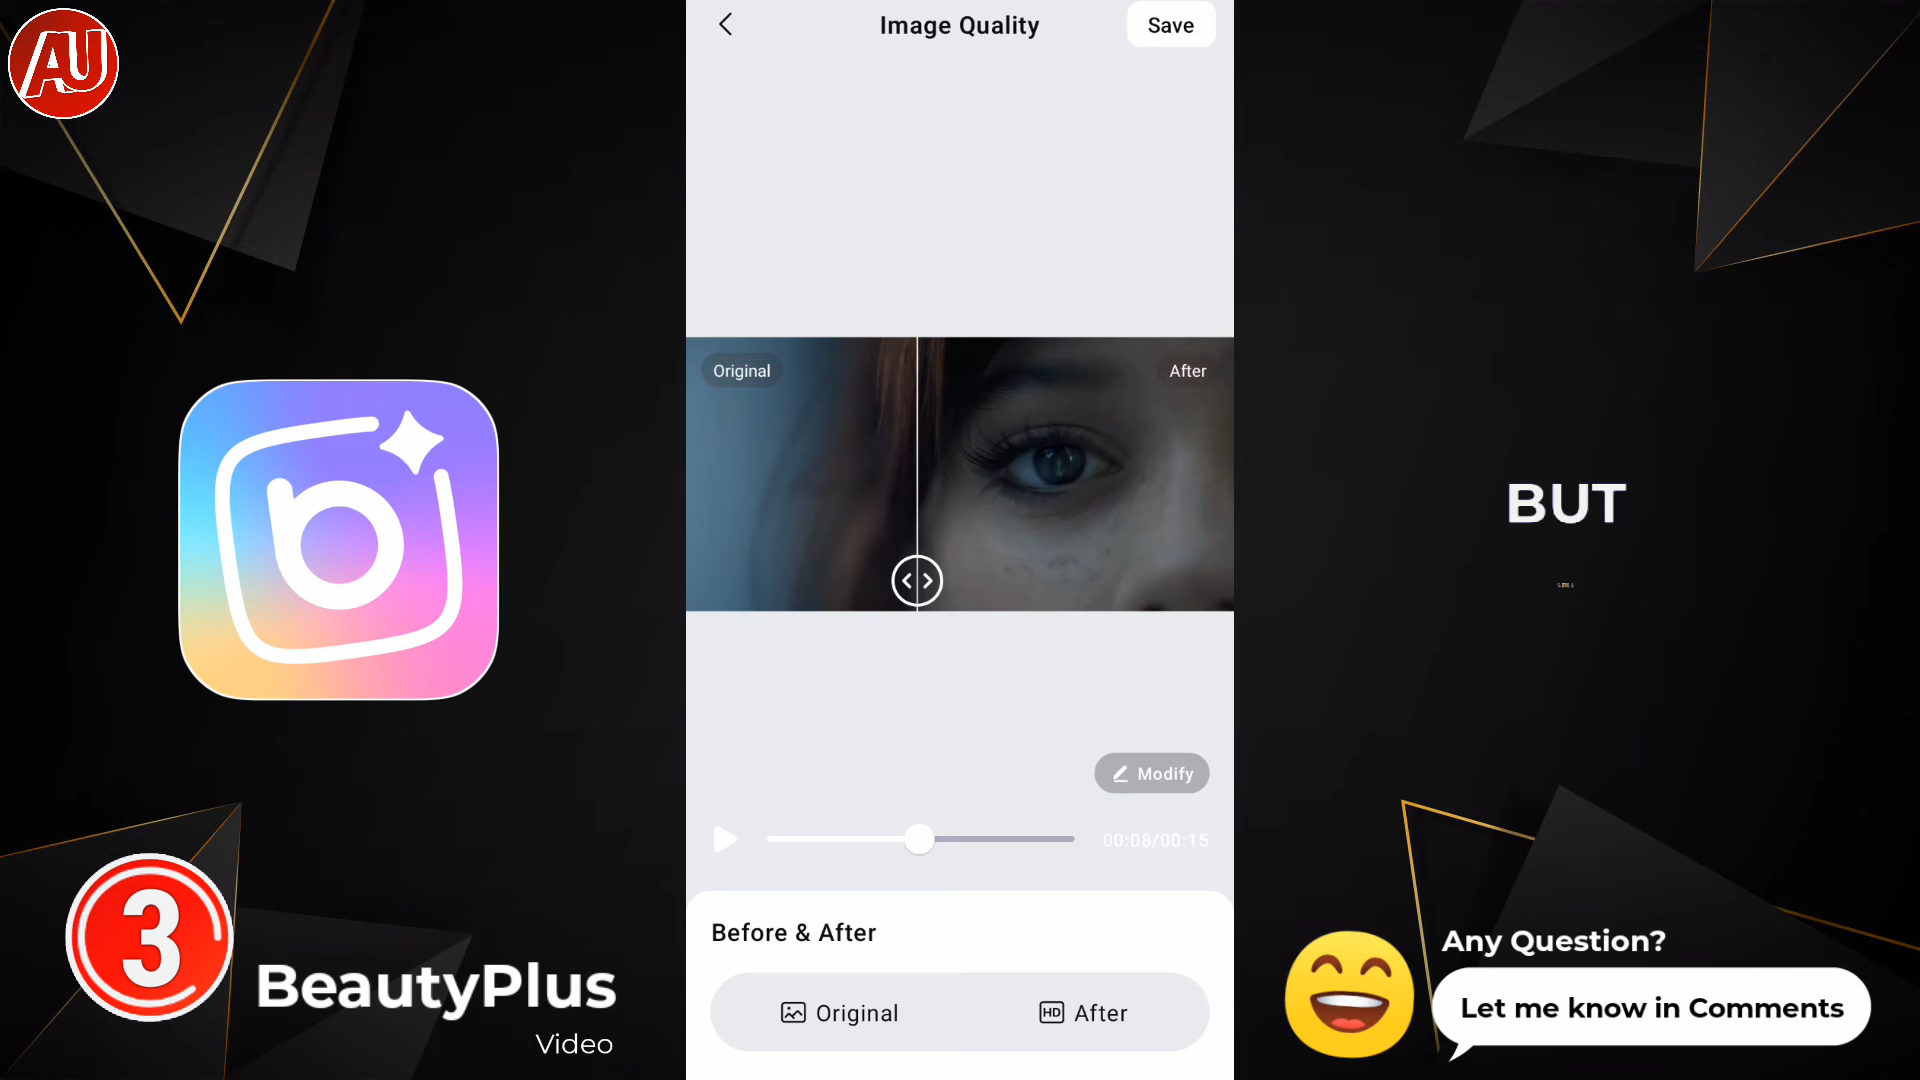 AU
Image Quality
Save
Original
After
BUT
Modify
00:08/00:15
Before & After
Original
HD After
3
BeautyPlus
Video
Any Question?
Let me know in Comments